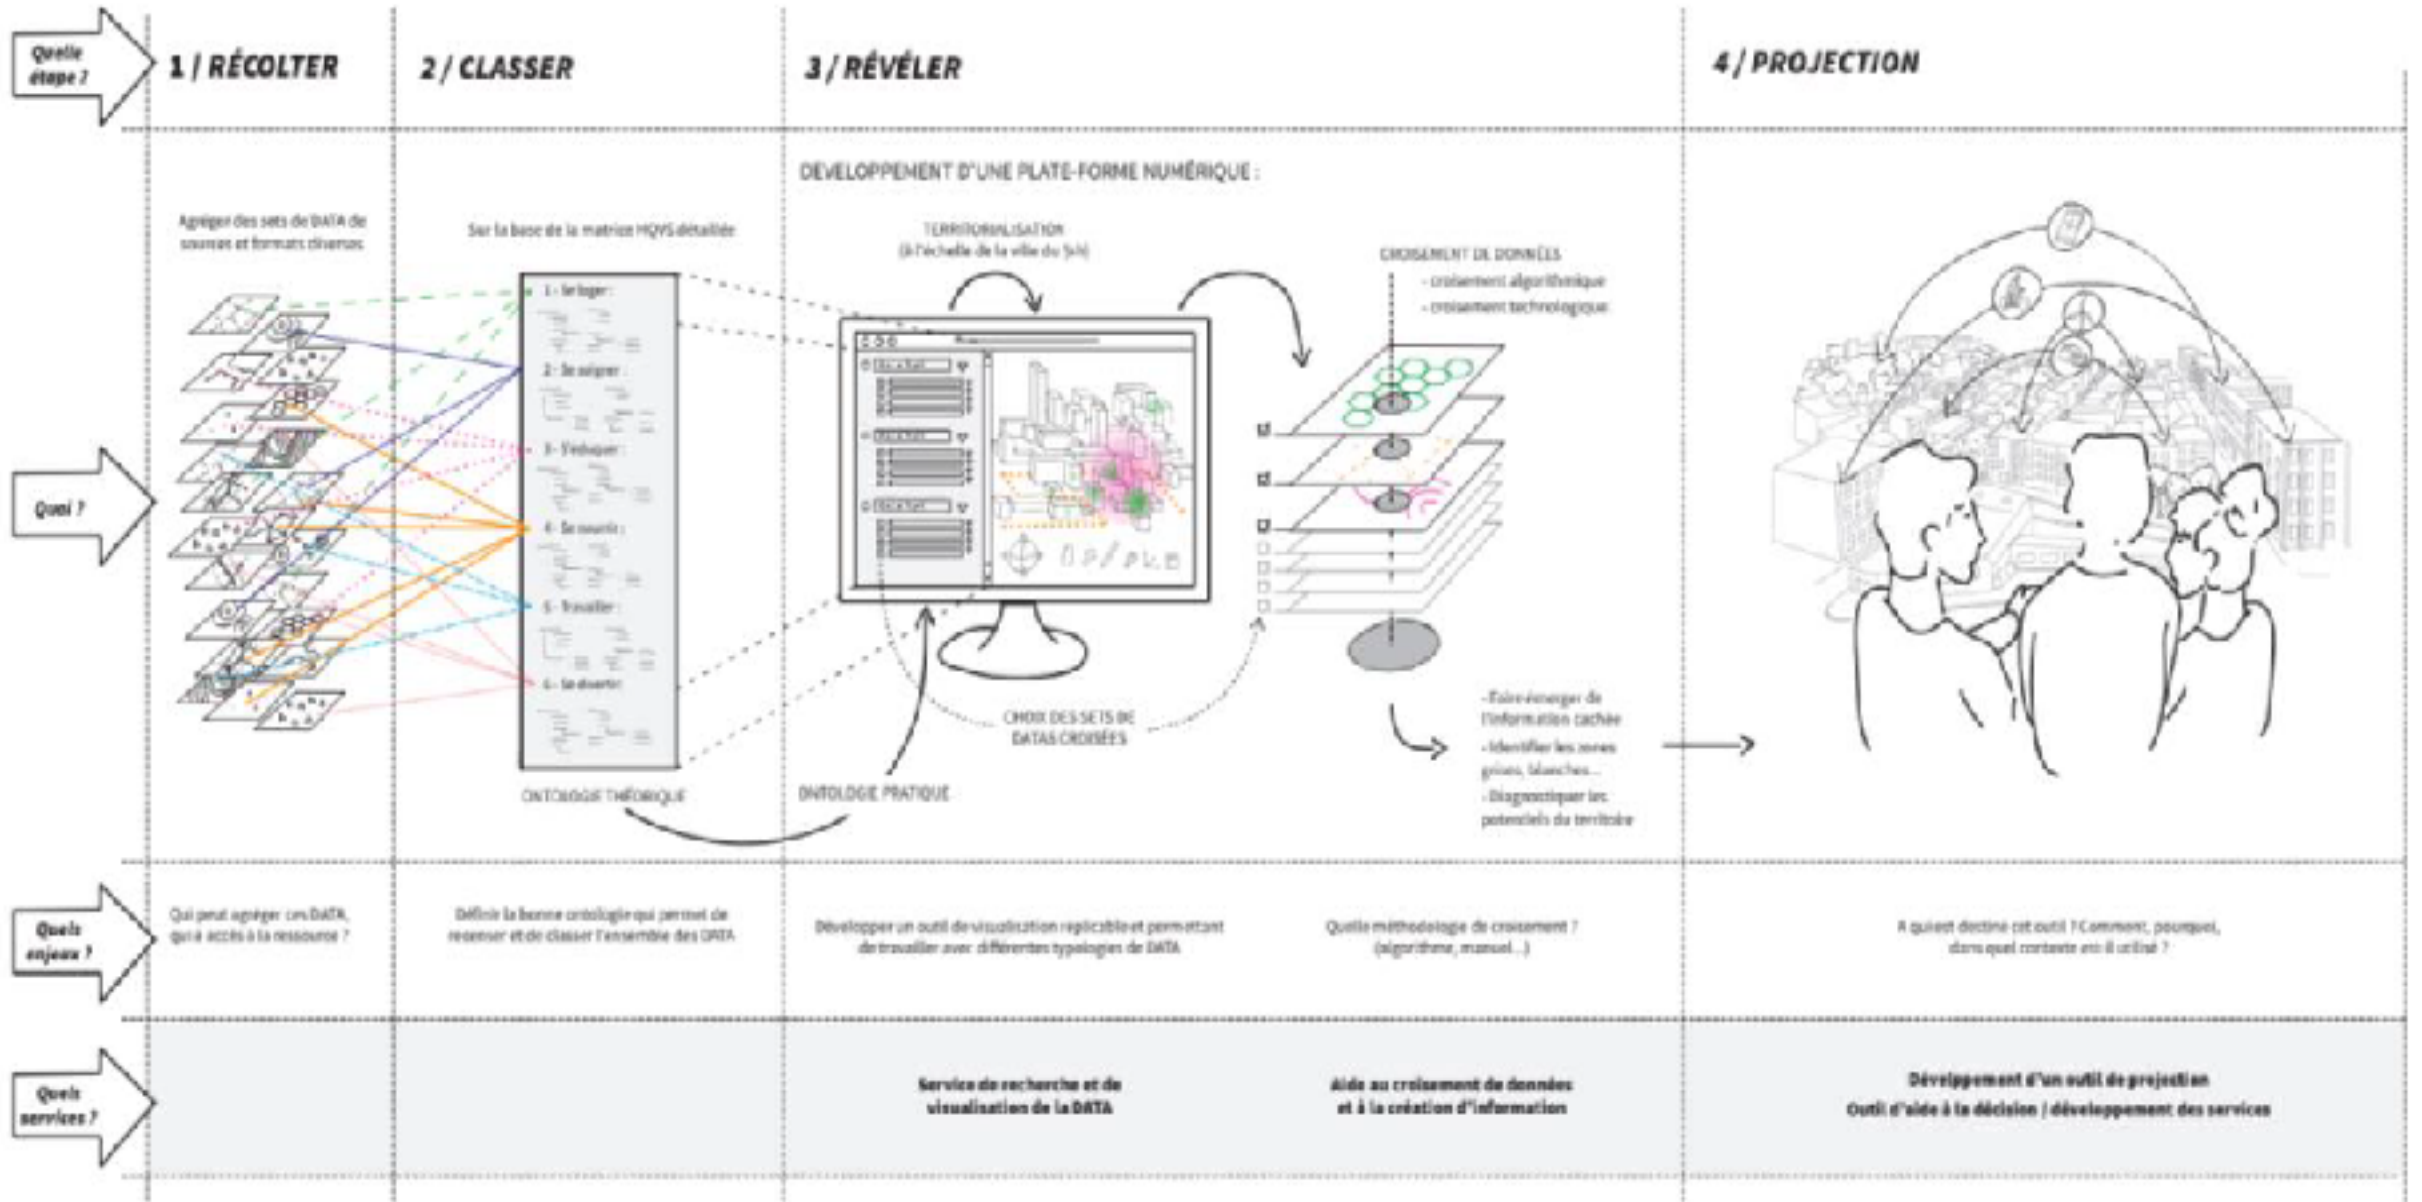 Quelle
étape ?
1 / RÉCOLTER
2 / CLASSER
3 / RÉVÉLER
4 / PROJECTION
Quoi ?
Agréger des sets de DATA de
sources et formats diverses
Sur la base de la matrice HQVS détaillée
1 - Se loger :
2 - Se soigner :
3 - S'éduquer :
4 - Se nourrir :
5 - Travailler :
6 - Se divertir :
ONTOLOGIE THÉORIQUE
DEVELOPPEMENT D'UNE PLATE-FORME NUMÉRIQUE :
TERRITORIALISATION
(à l'échelle de la ville du
ONTOLOGIE PRATIQUE
CHOIX DES SETS DE
DATAS CROISÉES
CROISEMENT DE DONNÉES
- croisement algorithmique
- croisement technologique
- Faire émerger de
l'information cachée
- Identifier les zones
grises, blanches...
- Diagnostiquer les
potentiels du territoire
Quels
enjeux ?
Qui peut agréger ces DATA,
qui a accès à la ressource ?
Définir la bonne ontologie qui permet de
recenser et de classer l'ensemble des DATA
Développer un outil de visualisation replicable et permettant
de travailler avec différentes typologies de DATA
Quelle méthodologie de croisement ?
(algorithme, manuel...)
A qui est destiné cet outil ? Comment, pourquoi,
dans quel contexte est-il utilisé ?
Quels
services ?
Service de recherche et de
visualisation de la DATA
Aide au croisement de données
et à la création d'information
Dévelppement d'un outil de projection
Outil d'aide à la décision / développement des services